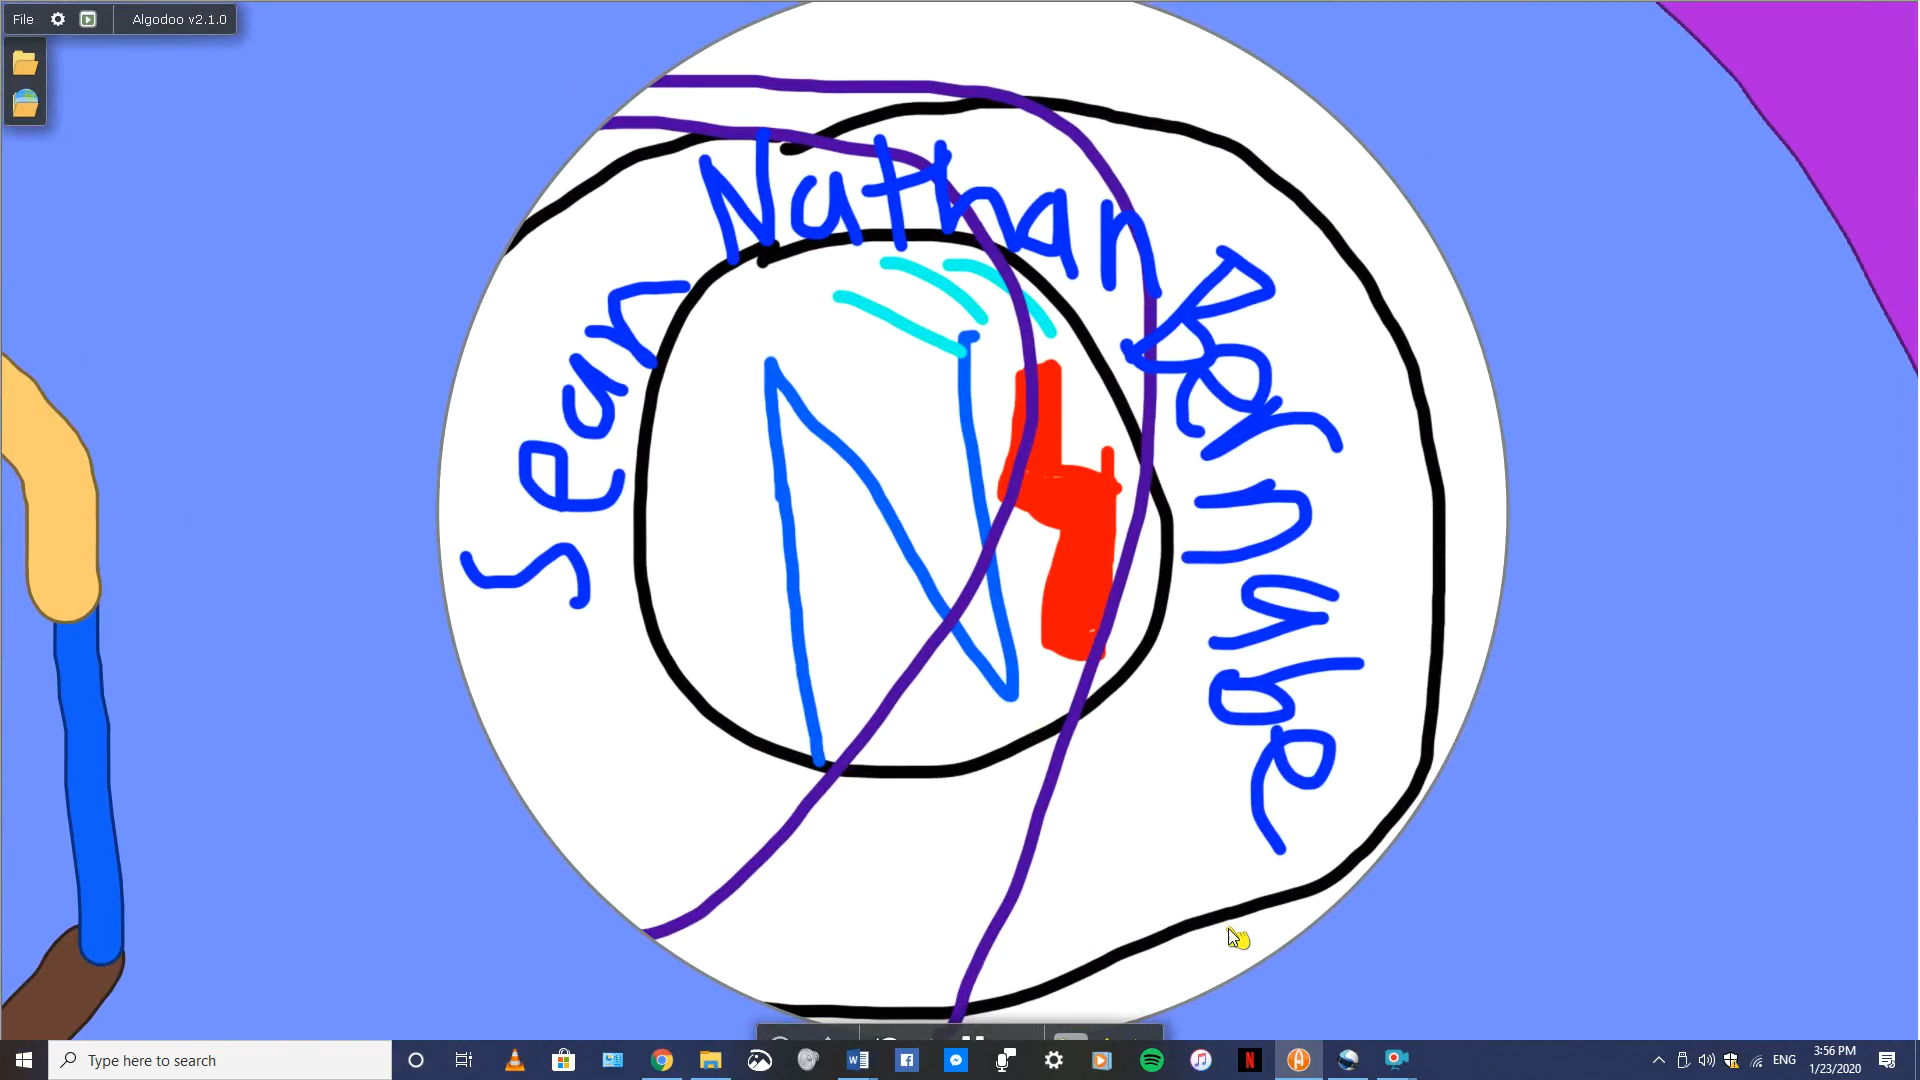 File
Algodoo v2.1.0
Sean Nathan Bernabe
N
Type here to search
ENG
3:56 PM
1/23/2020